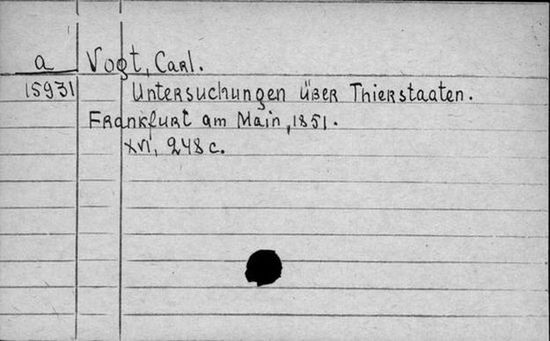 a Vogt, Carl.
15931 Untersuchungen über Thierstaaten.
Frankfurt am Main, 1851.
XVI, 248 c.